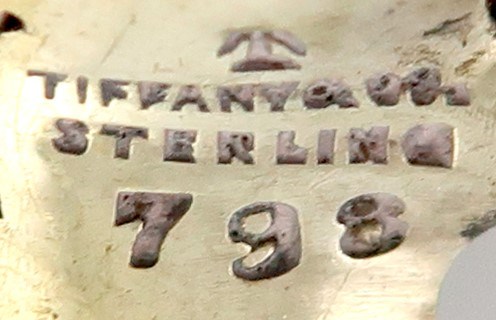 T
TIFFANY & CO.
STERLING
798